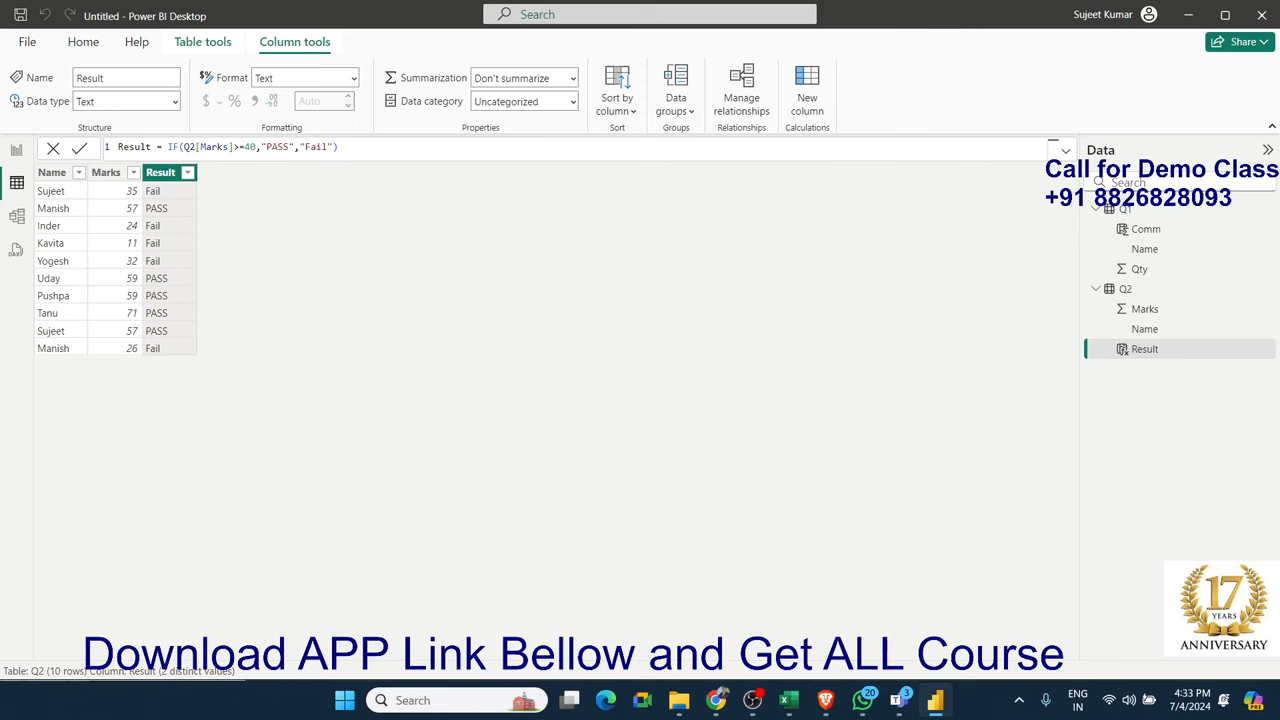 Untitled - Power BI Desktop
Search
Sujeet Kumar
File
Home
Help
Table tools
Column tools
Share
Name
Result
Format
Text
Summarization
Don't summarize
Data type
Text
$
%
Auto
Data category
Uncategorized
Sort by
column
Data
groups
Manage
relationships
New
column
Structure
Formatting
Properties
Sort
Groups
Relationships
Calculations
1 Result = IF(Q2[Marks]>=40,"PASS","Fail")
Name Marks Result
Sujeet 35 Fail
Manish 57 PASS
Inder 24 Fail
Kavita 11 Fail
Yogesh 32 Fail
Uday 59 PASS
Pushpa 59 PASS
Tanu 71 PASS
Sujeet 57 PASS
Manish 26 Fail
Data
Call for Demo Class
Search
+91 8826828093
Q1
Comm
Name
Qty
Q2
Marks
Name
Result
17
YEARS
ANNIVERSARY
Download APP Link Bellow and Get ALL Course
Table: Q2 (10 rows) Column: Result (2 distinct values)
Search
20
3
ENG
IN
4:33 PM
7/4/2024